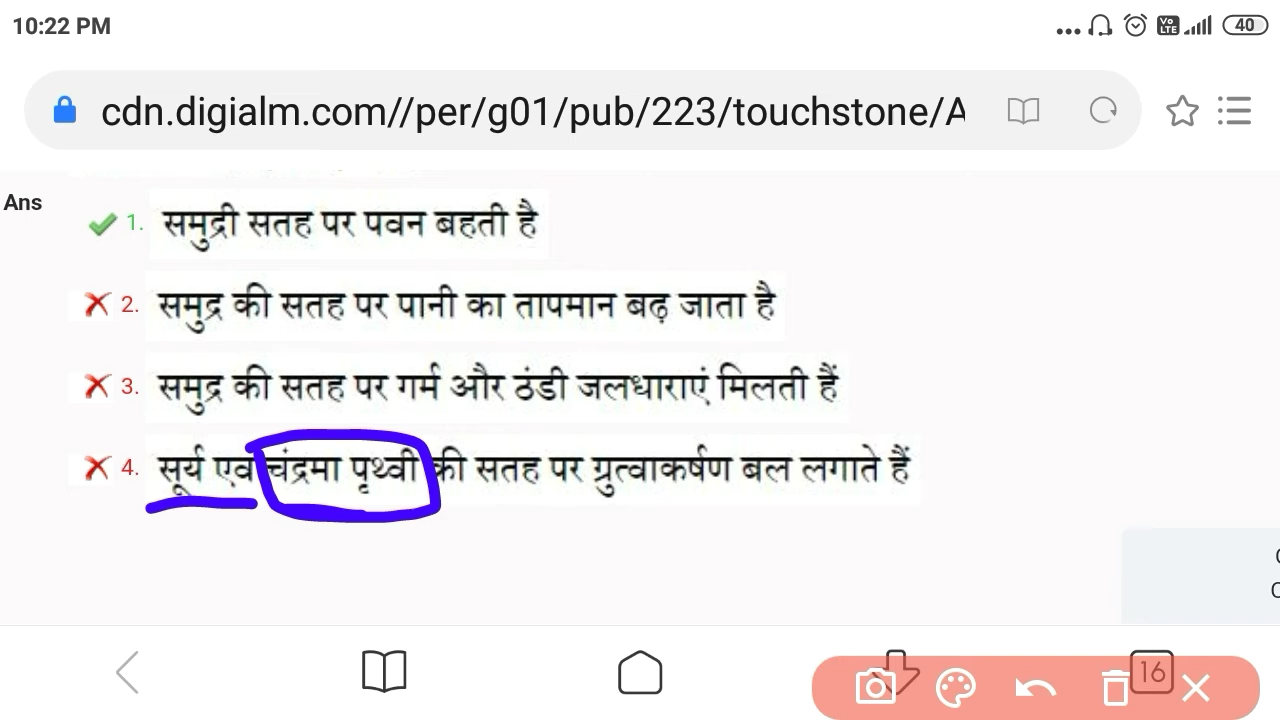 10:22 PM
Vo LTE
40
cdn.digialm.com//per/g01/pub/223/touchstone/A
Ans
1. समुद्री सतह पर पवन बहती है
2. समुद्र की सतह पर पानी का तापमान बढ़ जाता है
3. समुद्र की सतह पर गर्म और ठंडी जलधाराएं मिलती हैं
4. सूर्य एव चंद्रमा पृथ्वी की सतह पर ग्रुत्वाकर्षण बल लगाते हैं
16